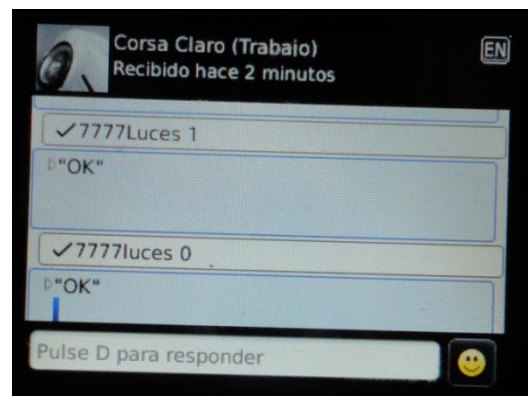 Corsa Claro (Trabajo)
EN
Recibido hace 2 minutos
✓7777Luces 1
"OK"
✓7777luces 0
"OK"
Pulse D para responder